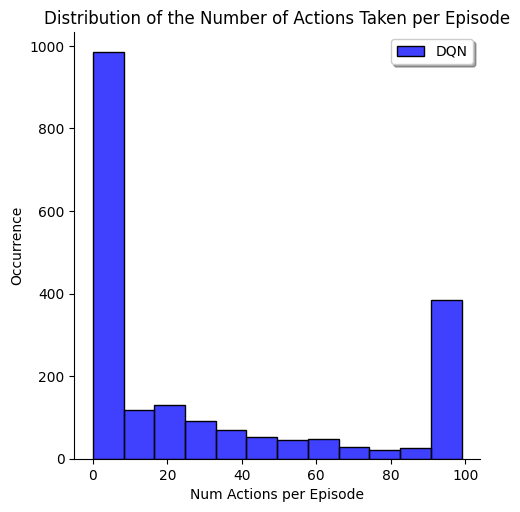 Distribution of the Number of Actions Taken per Episode
DQN
Occurrence
1000
800
600
400
200
0
0 20 40 60 80 100
Num Actions per Episode